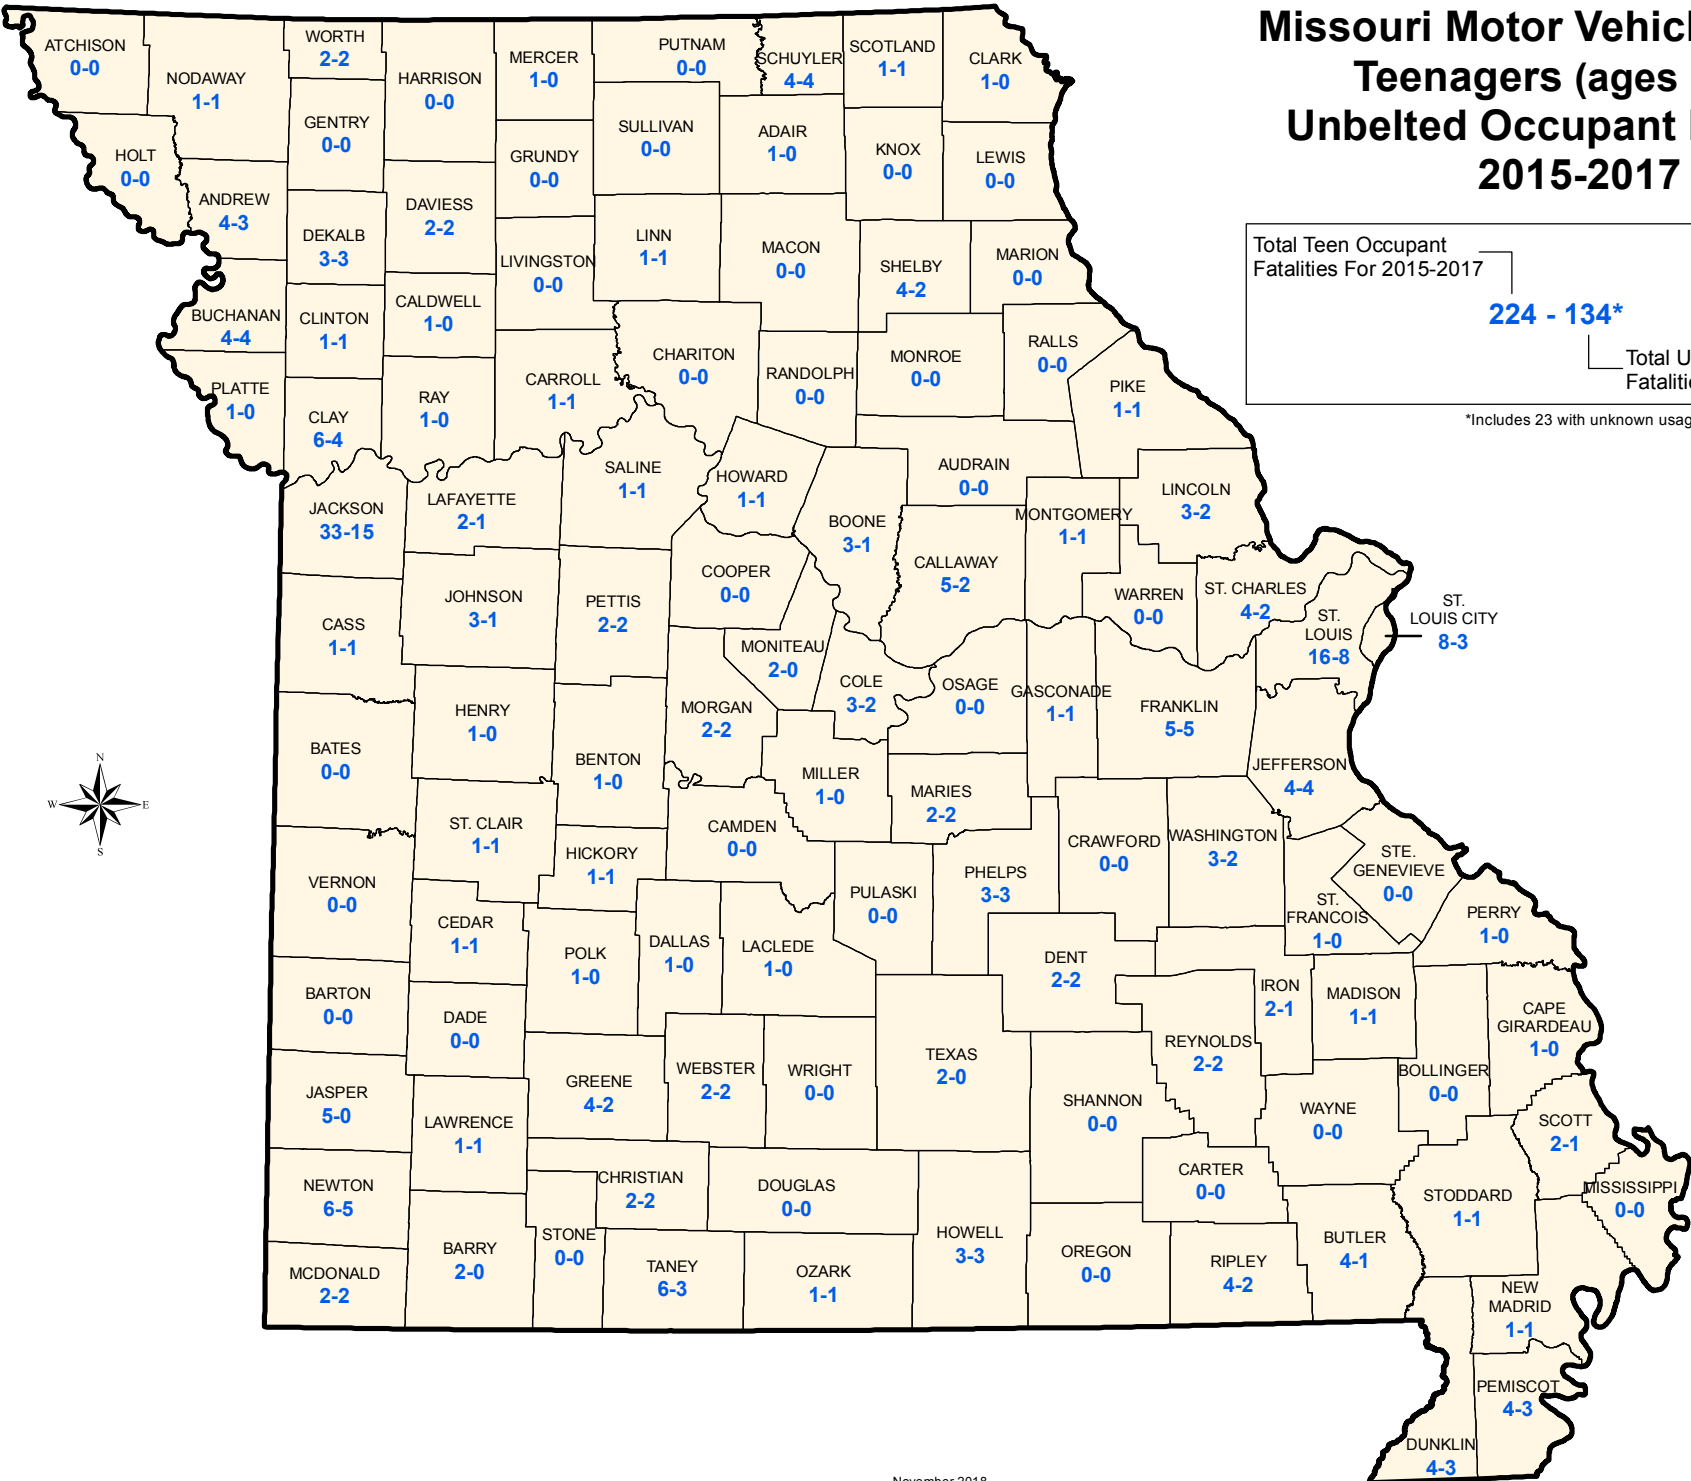 Missouri Motor Vehicl
Teenagers (ages
Unbelted Occupant
2015-2017
Total Teen Occupant
Fatalities For 2015-2017
224 - 134*
Total U
Fataliti
*Includes 23 with unknown usag
ATCHISON
0-0
NODAWAY
1-1
WORTH
2-2
HARRISON
0-0
MERCER
1-0
PUTNAM
0-0
SCHUYLER
4-4
SCOTLAND
1-1
CLARK
1-0
HOLT
0-0
GENTRY
0-0
GRUNDY
0-0
SULLIVAN
0-0
ADAIR
1-0
KNOX
0-0
LEWIS
0-0
ANDREW
4-3
DEKALB
3-3
DAVIESS
2-2
LIVINGSTON
0-0
LINN
1-1
MACON
0-0
SHELBY
4-2
MARION
0-0
BUCHANAN
4-4
CLINTON
1-1
CALDWELL
1-0
CARROLL
1-1
CHARITON
0-0
RANDOLPH
0-0
MONROE
0-0
RALLS
0-0
PIKE
1-1
PLATTE
1-0
CLAY
6-4
RAY
1-0
SALINE
1-1
HOWARD
1-1
AUDRAIN
0-0
LINCOLN
3-2
JACKSON
33-15
LAFAYETTE
2-1
BOONE
3-1
MONTGOMERY
1-1
CALLAWAY
5-2
COOPER
0-0
WARREN
0-0
ST. CHARLES
4-2
ST.
LOUIS
16-8
ST.
LOUIS CITY
8-3
CASS
1-1
JOHNSON
3-1
PETTIS
2-2
MONITEAU
2-0
COLE
3-2
OSAGE
0-0
GASCONADE
1-1
FRANKLIN
5-5
JEFFERSON
4-4
HENRY
1-0
MORGAN
2-2
BATES
0-0
BENTON
1-0
MILLER
1-0
MARIES
2-2
N
W
E
S
ST. CLAIR
1-1
CAMDEN
0-0
CRAWFORD
0-0
WASHINGTON
3-2
STE.
GENEVIEVE
0-0
HICKORY
1-1
VERNON
0-0
PULASKI
0-0
PHELPS
3-3
ST.
FRANCOIS
1-0
PERRY
1-0
CEDAR
1-1
POLK
1-0
DALLAS
1-0
LACLEDE
1-0
DENT
2-2
IRON
2-1
MADISON
1-1
CAPE
GIRARDEAU
1-0
BARTON
0-0
DADE
0-0
REYNOLDS
2-2
TEXAS
2-0
BOLLINGER
0-0
JASPER
5-0
GREENE
4-2
WEBSTER
2-2
WRIGHT
0-0
SHANNON
0-0
WAYNE
0-0
SCOTT
2-1
LAWRENCE
1-1
CHRISTIAN
2-2
DOUGLAS
0-0
CARTER
0-0
STODDARD
1-1
MISSISSIPPI
0-0
NEWTON
6-5
STONE
0-0
HOWELL
3-3
OREGON
0-0
BUTLER
4-1
BARRY
2-0
TANEY
6-3
OZARK
1-1
RIPLEY
4-2
MCDONALD
2-2
NEW
MADRID
1-1
PEMISCOT
4-3
DUNKLIN
4-3
November 2018